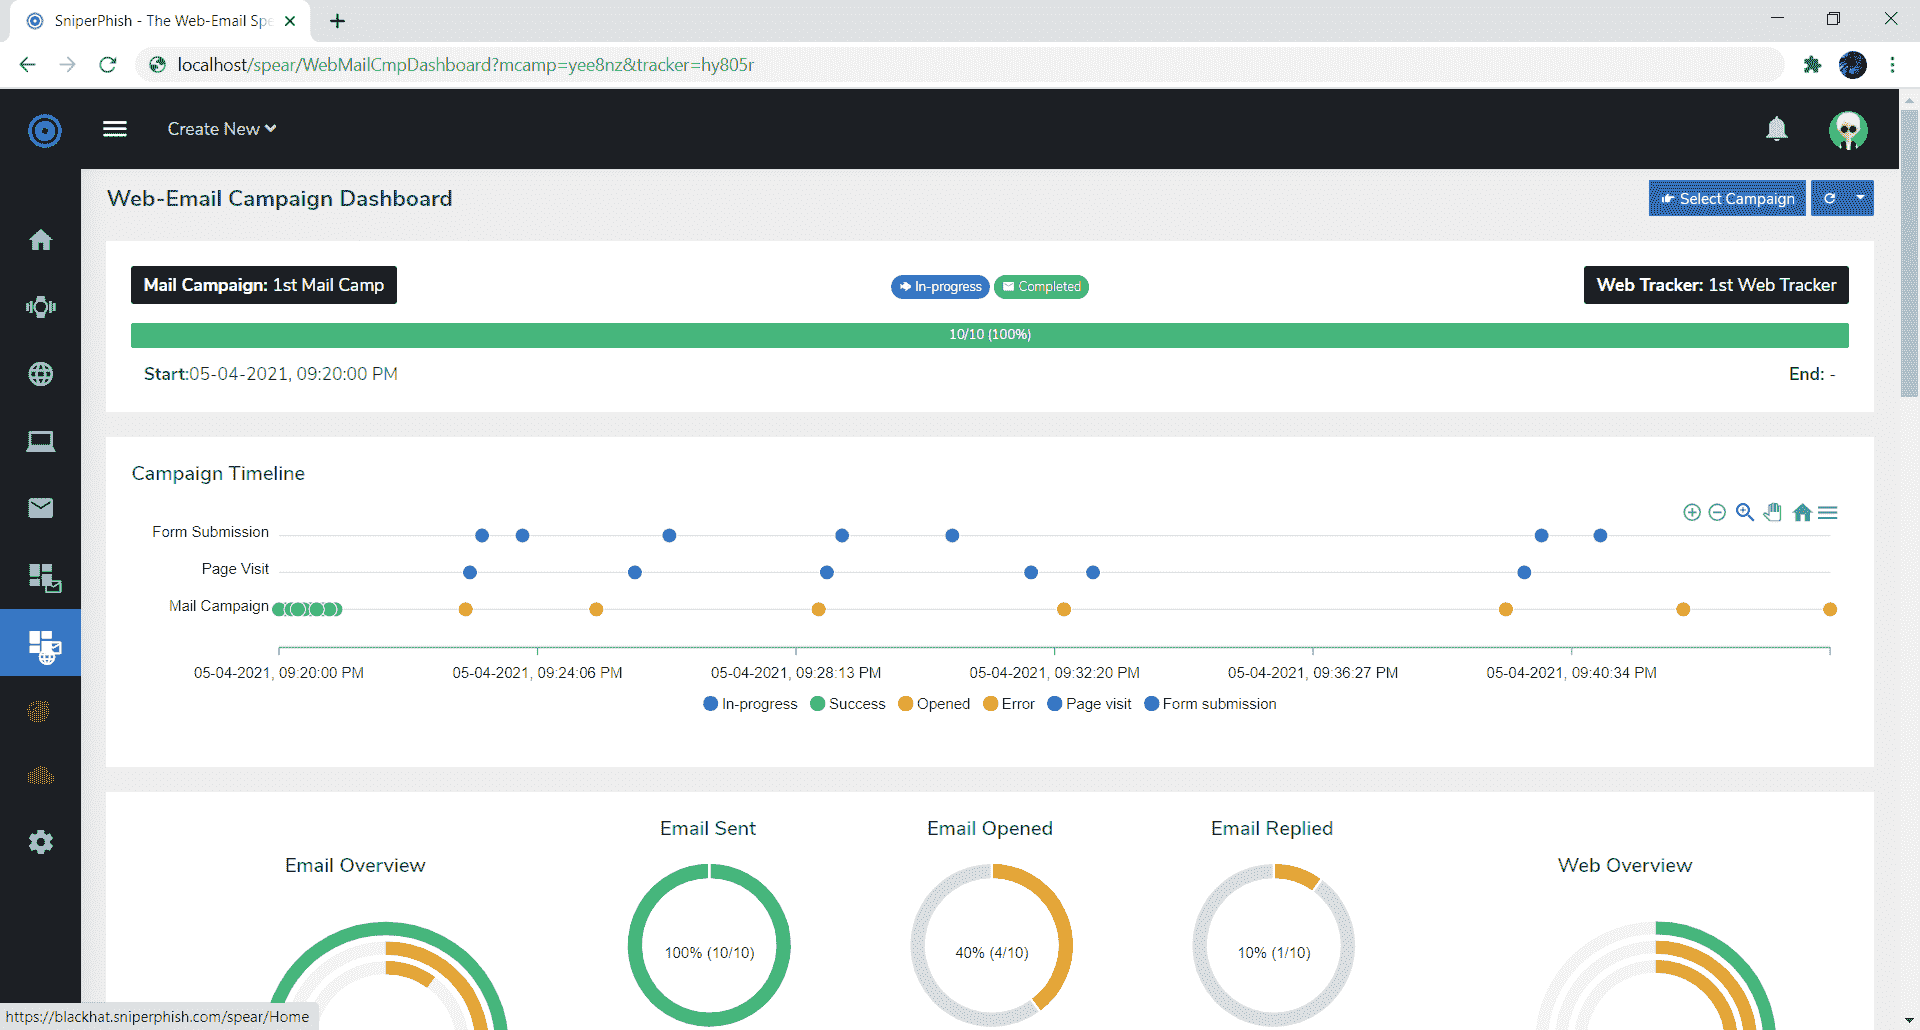 SniperPhish - The Web-Email Spe
localhost/spear/WebMailCmpDashboard?mcamp=yee8nz&tracker=hy805r
Create New
Web-Email Campaign Dashboard
Select Campaign
Mail Campaign: 1st Mail Camp
In-progress
Completed
Web Tracker: 1st Web Tracker
10/10 (100%)
Start:05-04-2021, 09:20:00 PM
End: -
Campaign Timeline
Form Submission
Page Visit
Mail Campaign
05-04-2021, 09:20:00 PM
05-04-2021, 09:24:06 PM
05-04-2021, 09:28:13 PM
05-04-2021, 09:32:20 PM
05-04-2021, 09:36:27 PM
05-04-2021, 09:40:34 PM
In-progress
Success
Opened
Error
Page visit
Form submission
Email Overview
Email Sent
Email Opened
Email Replied
Web Overview
100% (10/10)
40% (4/10)
10% (1/10)
https://blackhat.sniperphish.com/spear/Home